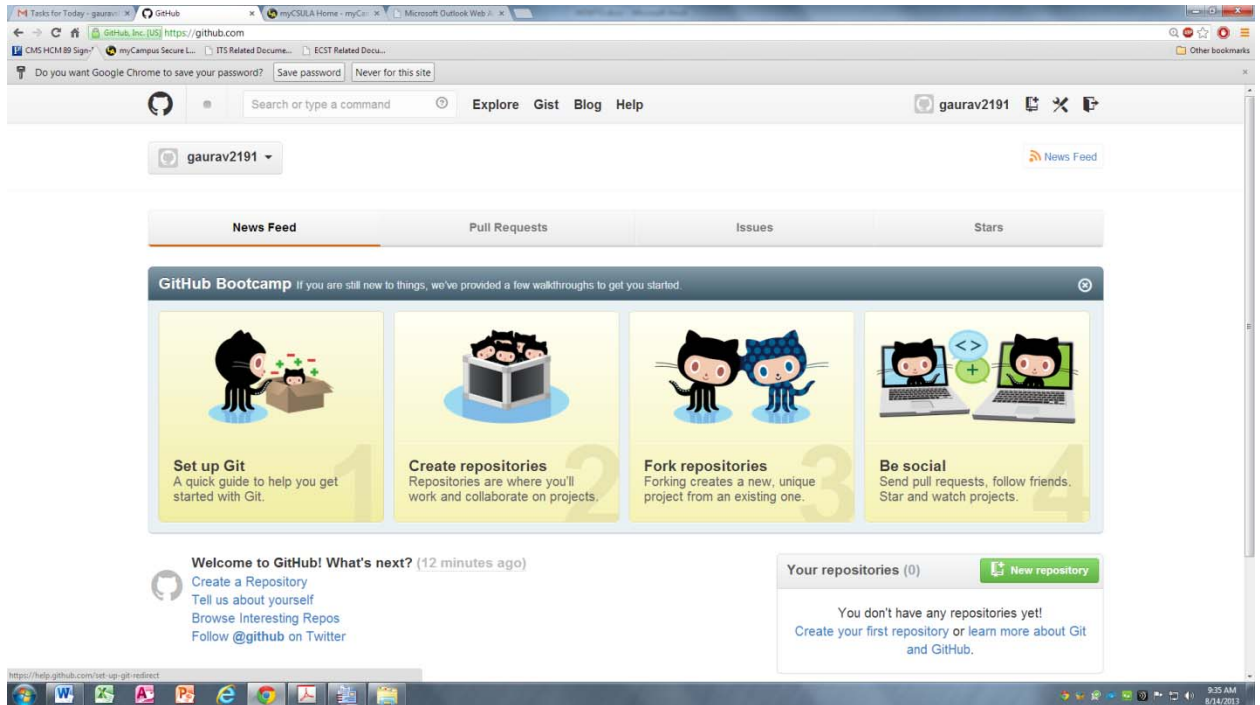 Tasks for Today - gaurav
GitHub
myCSULA Home - myCa
Microsoft Outlook Web A
GitHub, Inc. [US] https://github.com
CMS HCM 89 Sign-
myCampus Secure L...
ITS Related Docume...
ECST Related Docu...
Other bookmarks
Do you want Google Chrome to save your password?
Save password
Never for this site
Search or type a command
Explore Gist Blog Help
gaurav2191
gaurav2191
News Feed
News Feed
Pull Requests
Issues
Stars
GitHub Bootcamp If you are still new to things, we've provided a few walkthroughs to get you started.
1
Set up Git
A quick guide to help you get
started with Git.
2
Create repositories
Repositories are where you'll
work and collaborate on projects.
3
Fork repositories
Forking creates a new, unique
project from an existing one.
4
Be social
Send pull requests, follow friends.
Star and watch projects.
Welcome to GitHub! What's next? (12 minutes ago)
Create a Repository
Tell us about yourself
Browse Interesting Repos
Follow @github on Twitter
Your repositories (0)
New repository
You don't have any repositories yet!
Create your first repository or learn more about Git
and GitHub.
https://help.github.com/set-up-git-redirect
9:35 AM
8/14/2013